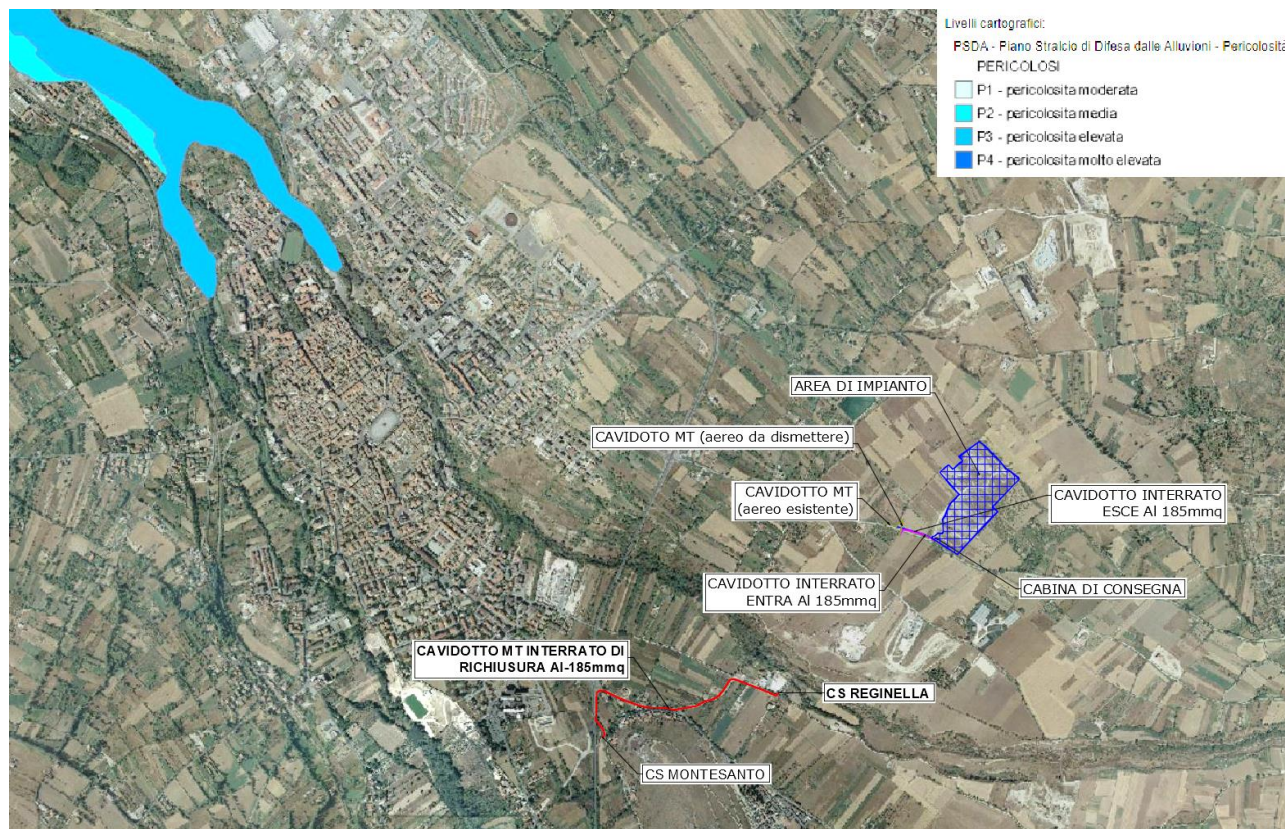 Livelli cartografici:
PSDA - Piano Stralcio di Difesa dalle Alluvioni - Pericolosità
PERICOLOSI
P1 - pericolosita moderata
P2 - pericolosita media
P3 - pericolosita elevata
P4 - pericolosita molto elevata
AREA DI IMPIANTO
CAVIDOTO MT (aereo da dismettere)
CAVIDOTTO MT
(aereo esistente)
CAVIDOTTO INTERRATO
ESCE Al 185mmq
CAVIDOTTO INTERRATO
ENTRA Al 185mmq
CABINA DI CONSEGNA
CAVIDOTTO MT INTERRATO DI
RICHIUSURA Al-185mmq
CS REGINELLA
CS MONTESANTO